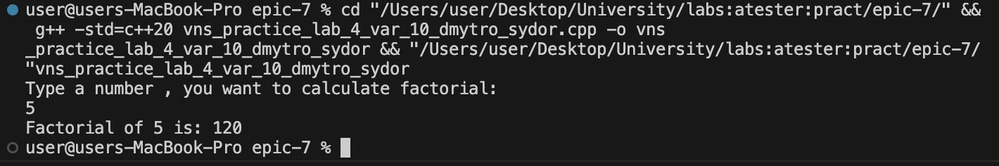 user@users-MacBook-Pro epic-7 % cd "/Users/user/Desktop/University/labs:atester:pract/epic-7/" &&
g++ -std=c++20 vns_practice_lab_4_var_10_dmytro_sydor.cpp -o vns
_practice_lab_4_var_10_dmytro_sydor && "/Users/user/Desktop/University/labs:atester:pract/epic-7/
"vns_practice_lab_4_var_10_dmytro_sydor
Type a number , you want to calculate factorial:
5
Factorial of 5 is: 120
user@users-MacBook-Pro epic-7 %